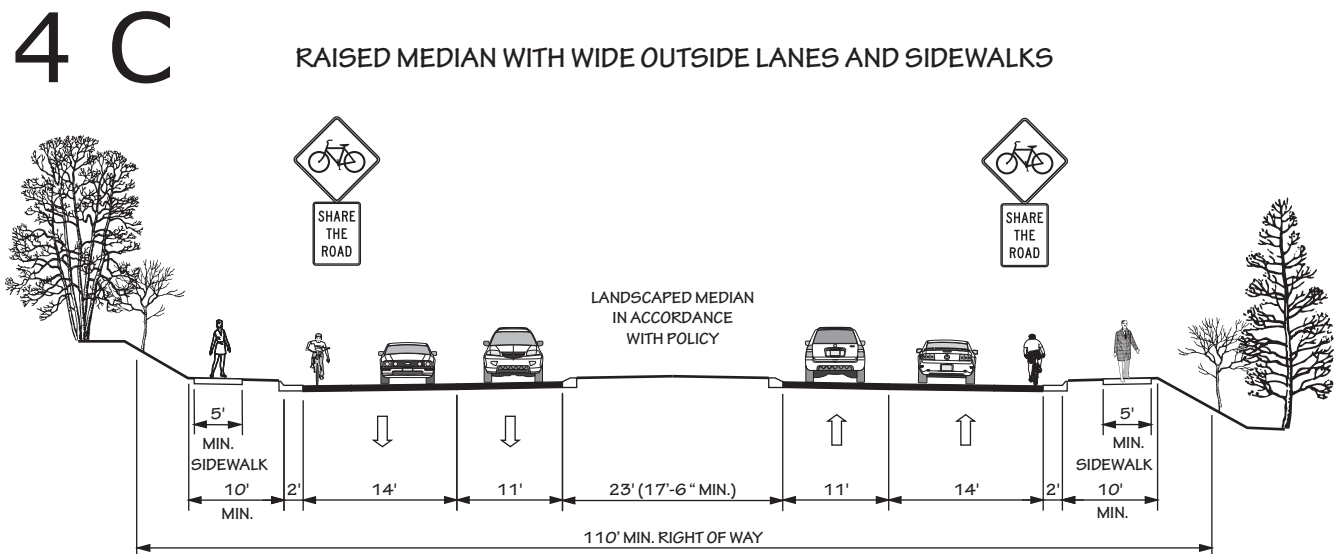 4 C
RAISED MEDIAN WITH WIDE OUTSIDE LANES AND SIDEWALKS
SHARE
THE
ROAD
SHARE
THE
ROAD
LANDSCAPED MEDIAN
IN ACCORDANCE
WITH POLICY
5'
MIN.
SIDEWALK
5'
MIN.
SIDEWALK
10' 2' 14' 11' 23' (17'-6 " MIN.) 11' 14' 2' 10'
MIN. MIN.
110' MIN. RIGHT OF WAY